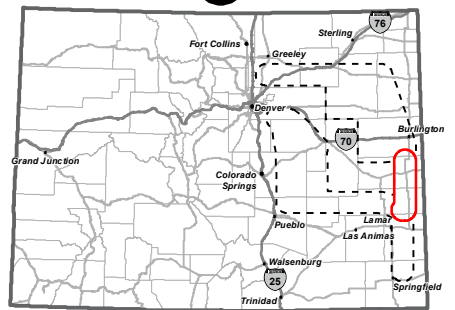 76
Sterling
Fort Collins
Greeley
Denver
Burlington
70
Grand Junction
Colorado
Springs
Lamar
Pueblo
Las Animas
Walsenburg
25
Springfield
Trinidad